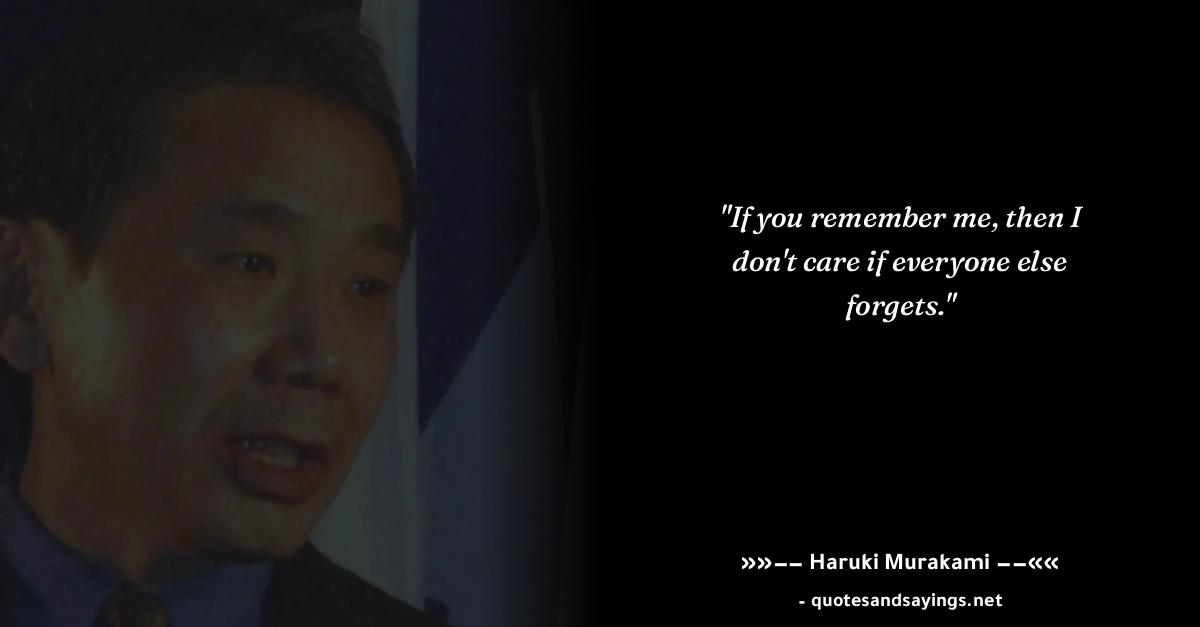 "If you remember me, then I
don't care if everyone else
forgets."
»»−− Haruki Murakami −−««
- quotesandsayings.net